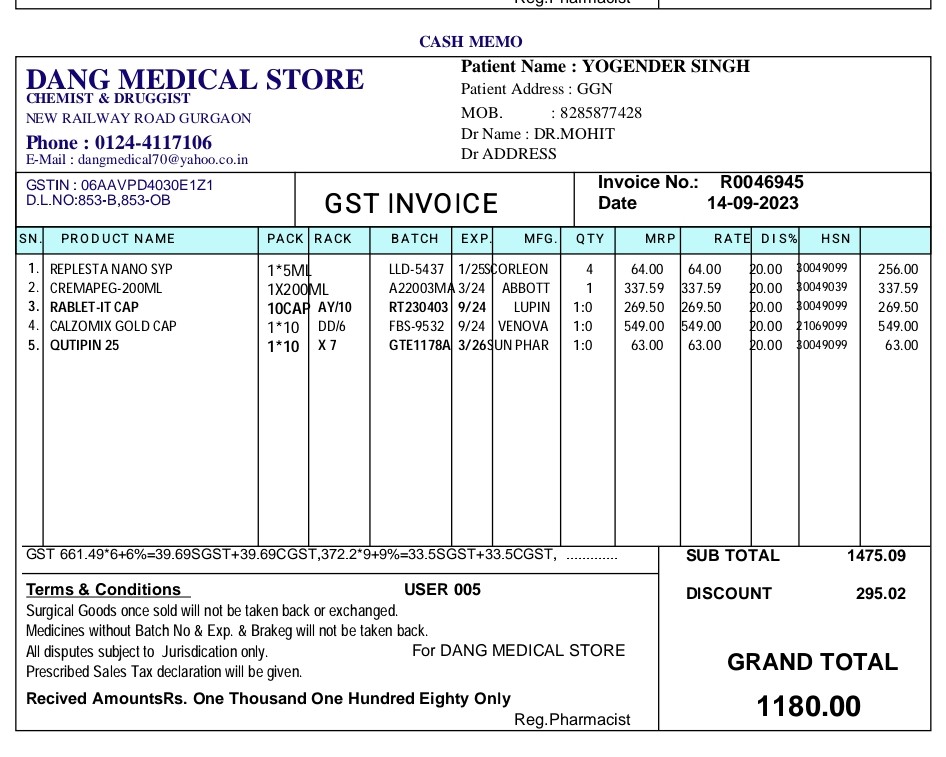 Reg.Pharmacist
CASH MEMO
DANG MEDICAL STORE
CHEMIST & DRUGGIST
NEW RAILWAY ROAD GURGAON
Phone : 0124-4117106
E-Mail : dangmedical70@yahoo.co.in
Patient Name : YOGENDER SINGH
Patient Address : GGN
MOB. : 8285877428
Dr Name : DR.MOHIT
Dr ADDRESS
GSTIN : 06AAVPD4030E1Z1
D.L.NO:853-B,853-OB
GST INVOICE
Invoice No.: R0046945
Date 14-09-2023
SN. PRODUCT NAME PACK RACK BATCH EXP. MFG. QTY MRP RATE DIS% HSN
1. REPLESTA NANO SYP 1*5ML LLD-5437 1/25 SCORLEON 4 64.00 64.00 20.00 30049099 256.00
2. CREMAPEG-200ML 1X200ML A22003MA 3/24 ABBOTT 1 337.59 337.59 20.00 30049039 337.59
3. RABLET-IT CAP 10CAP AY/10 RT230403 9/24 LUPIN 1:0 269.50 269.50 20.00 30049099 269.50
4. CALZOMIX GOLD CAP 1*10 DD/6 FBS-9532 9/24 VENOVA 1:0 549.00 549.00 20.00 21069099 549.00
5. QUTIPIN 25 1*10 X 7 GTE1178A 3/26 SUN PHAR 1:0 63.00 63.00 20.00 30049099 63.00
GST 661.49*6+6%=39.69SGST+39.69CGST,372.2*9+9%=33.5SGST+33.5CGST, .............
SUB TOTAL 1475.09
DISCOUNT 295.02
Terms & Conditions USER 005
Surgical Goods once sold will not be taken back or exchanged.
Medicines without Batch No & Exp. & Brakeg will not be taken back.
All disputes subject to Jurisdication only.
For DANG MEDICAL STORE
Prescribed Sales Tax declaration will be given.
GRAND TOTAL
1180.00
Recived AmountsRs. One Thousand One Hundred Eighty Only
Reg.Pharmacist